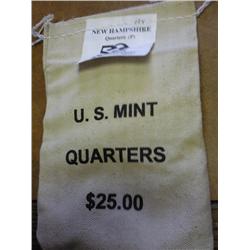 NEW HAMPSHIRE
Quarters (P)
U.S. MINT
QUARTERS
$25.00